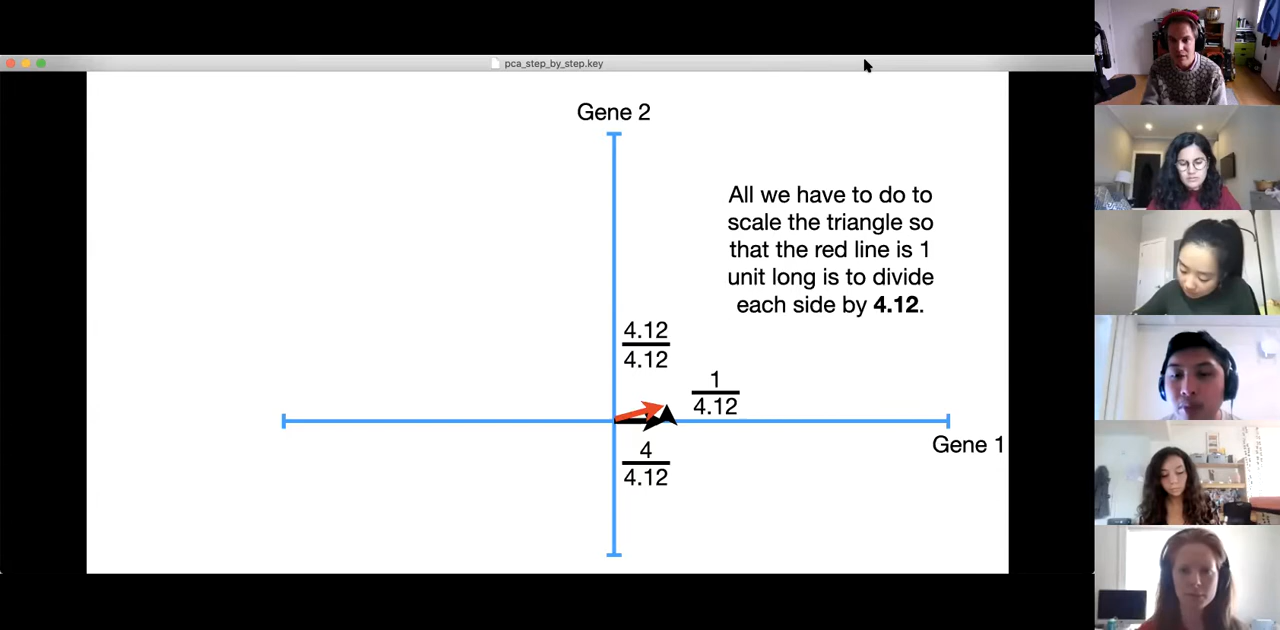 pca_step_by_step.key
Gene 2
All we have to do to
scale the triangle so
that the red line is 1
unit long is to divide
each side by 4.12.
4.12
4.12
1
4.12
Gene 1
4
4.12